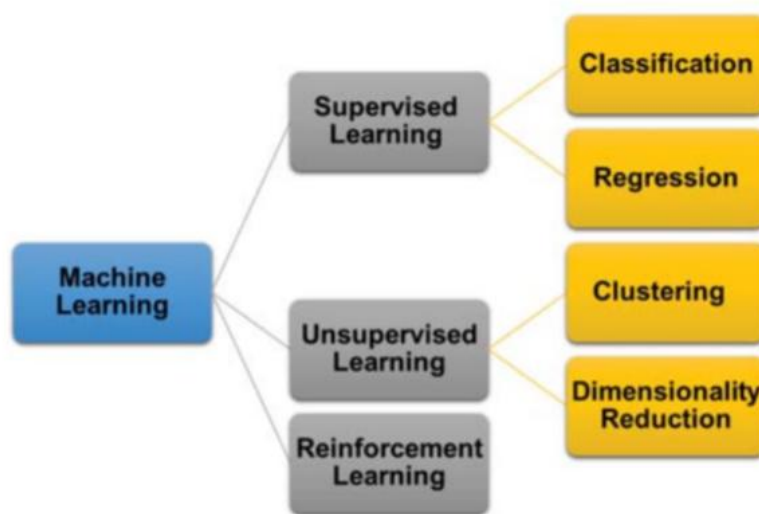 Machine
Learning
Supervised
Learning
Classification
Regression
Unsupervised
Learning
Clustering
Dimensionality
Reduction
Reinforcement
Learning